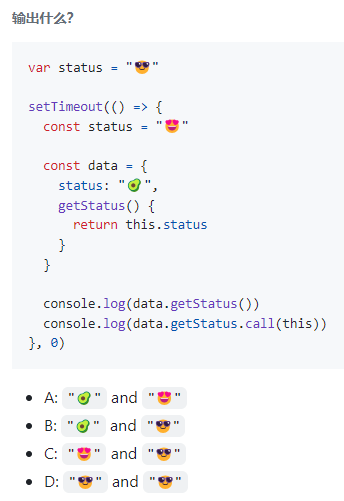 输出什么?
var status = "😎"
setTimeout(() => {
  const status = "😍"
  const data = {
    status: "🥑",
    getStatus() {
      return this.status
    }
  }
  console.log(data.getStatus())
  console.log(data.getStatus.call(this))
}, 0)
• A: "🥑" and "😍"
• B: "🥑" and "😎"
• C: "😍" and "😎"
• D: "😎" and "😎"